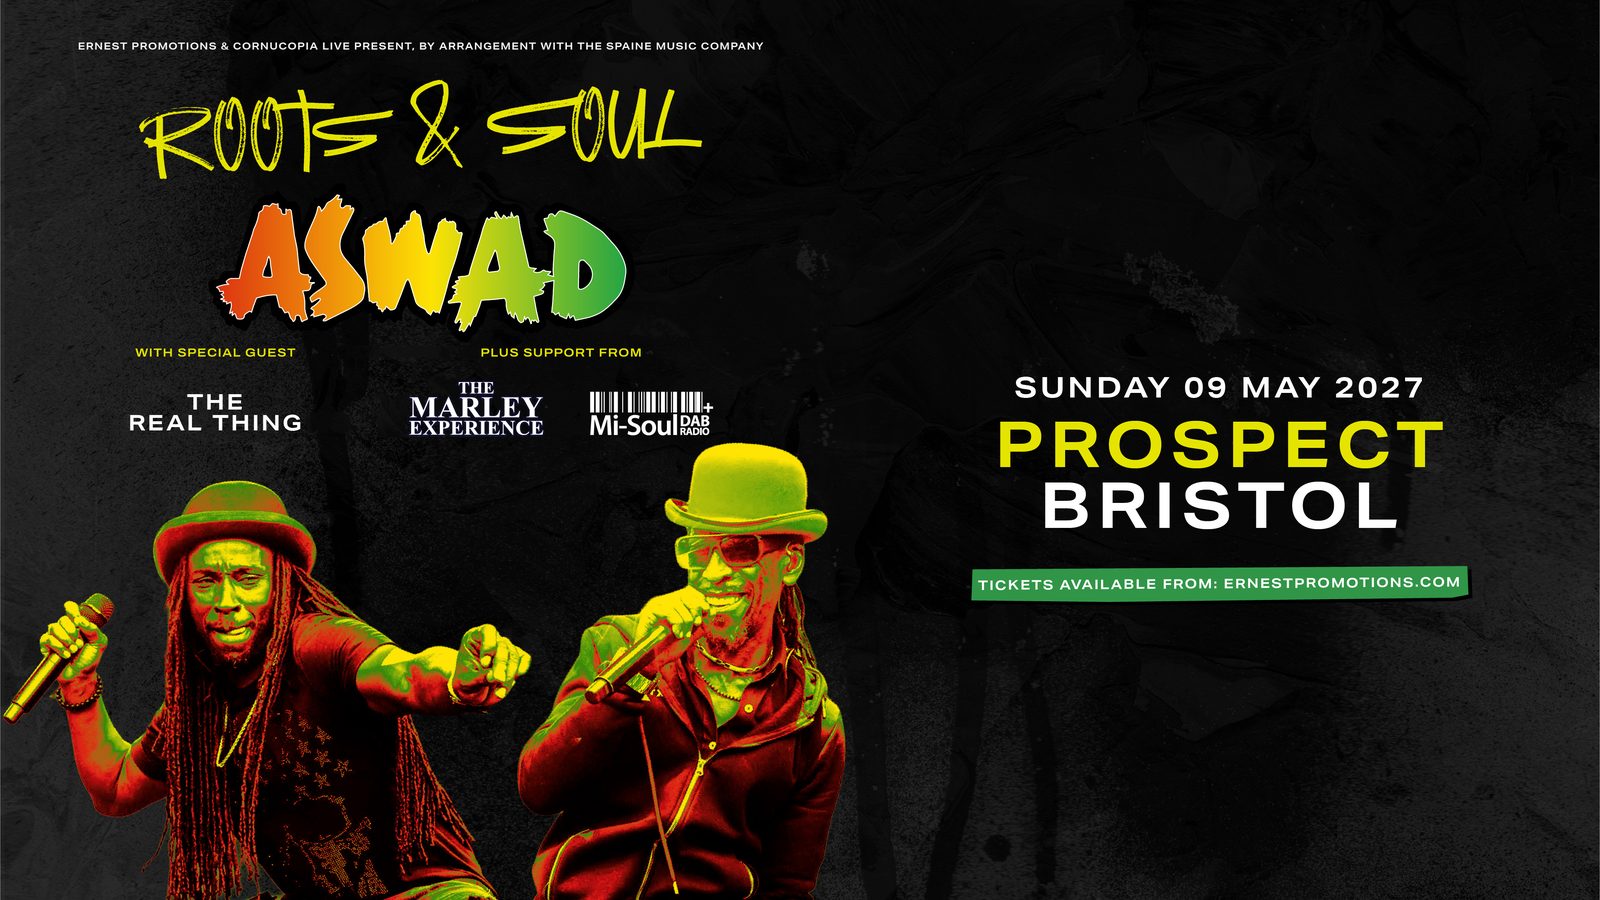 ERNEST PROMOTIONS & CORNUCOPIA LIVE PRESENT, BY ARRANGEMENT WITH THE SPAINE MUSIC COMPANY
ROOTS & SOUL
ASWAD
WITH SPECIAL GUEST
THE
REAL THING
PLUS SUPPORT FROM
THE
MARLEY
EXPERIENCE
Mi-Soul DAB+
RADIO
SUNDAY 09 MAY 2027
PROSPECT
BRISTOL
TICKETS AVAILABLE FROM: ERNESTPROMOTIONS.COM